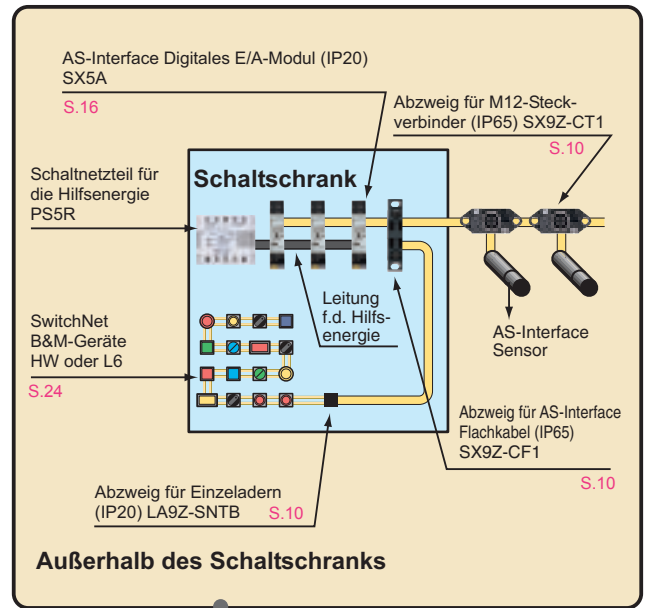 AS-Interface Digitales E/A-Modul (IP20)
SX5A
S.16
Abzweig für M12-Steck-
verbinder (IP65) SX9Z-CT1
S.10
Schaltnetzteil für
die Hilfsenergie
PS5R
Schaltschrank
Leitung
f.d. Hilfs-
energie
AS-Interface
Sensor
SwitchNet
B&M-Geräte
HW oder L6
S.24
Abzweig für AS-Interface
Flachkabel (IP65)
SX9Z-CF1
S.10
Abzweig für Einzeladern
(IP20) LA9Z-SNTB S.10
Außerhalb des Schaltschranks